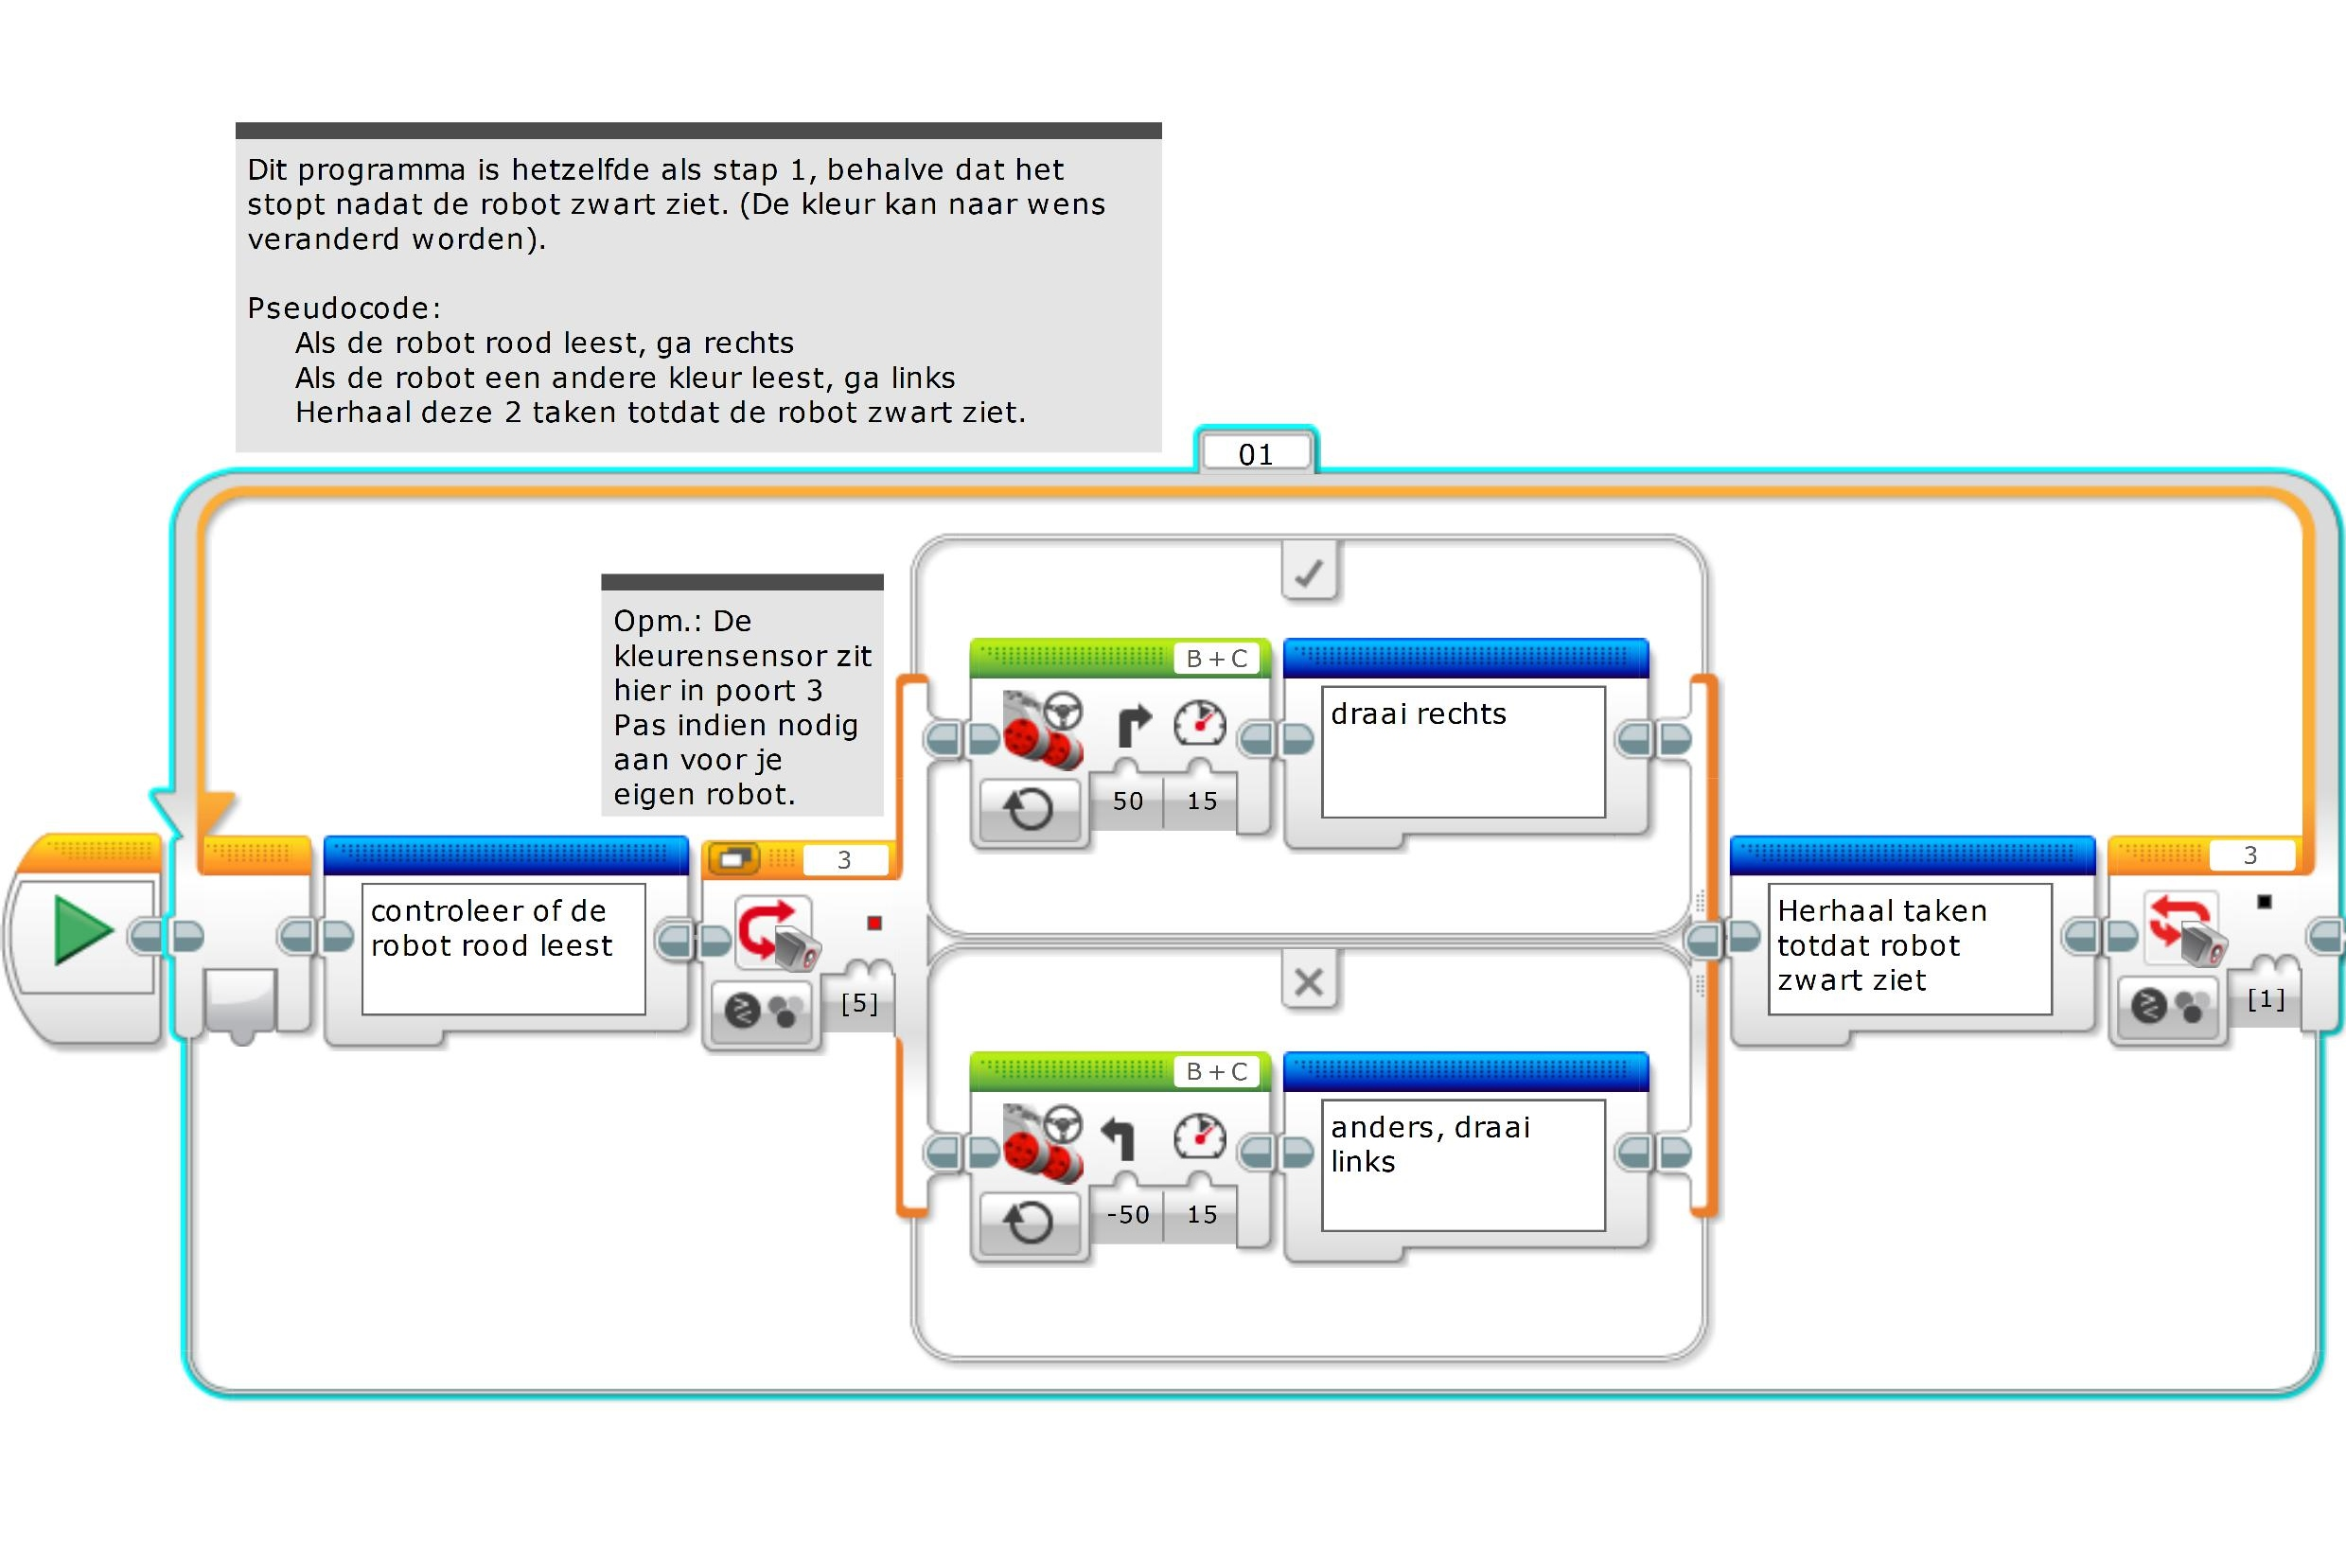 Dit programma is hetzelfde als stap 1, behalve dat het
stopt nadat de robot zwart ziet. (De kleur kan naar wens
veranderd worden).
Pseudocode:
Als de robot rood leest, ga rechts
Als de robot een andere kleur leest, ga links
Herhaal deze 2 taken totdat de robot zwart ziet.
01
Opm.: De
kleurensensor zit
hier in poort 3
Pas indien nodig
aan voor je
eigen robot.
controleer of de
robot rood leest
3
[5]
B + C
50 15
draai rechts
B + C
-50 15
anders, draai
links
Herhaal taken
totdat robot
zwart ziet
3
[1]